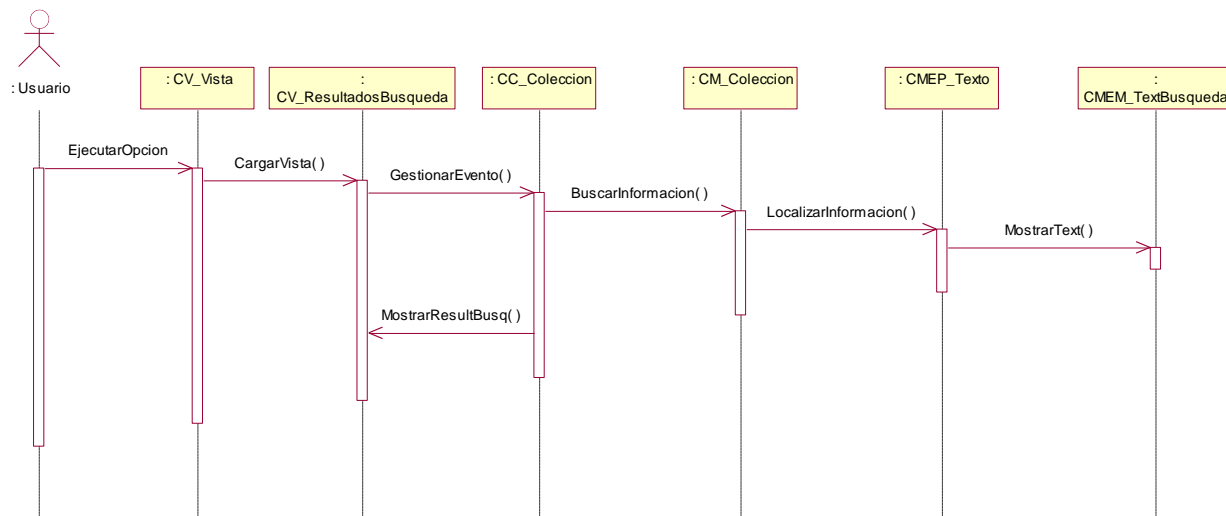 : Usuario
: CV_Vista
:
CV_ResultadosBusqueda
: CC_Coleccion
: CM_Coleccion
: CMEP_Texto
:
CMEM_TextBusqueda
EjecutarOpcion
CargarVista( )
GestionarEvento( )
BuscarInformacion( )
LocalizarInformacion( )
MostrarText( )
MostrarResultBusq( )